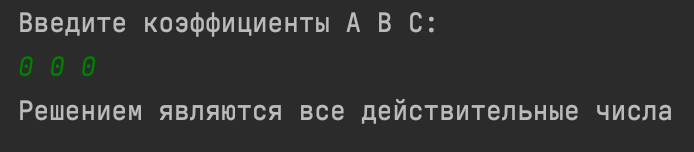 Введите коэффициенты А В С:
0 0 0
Решением являются все действительные числа